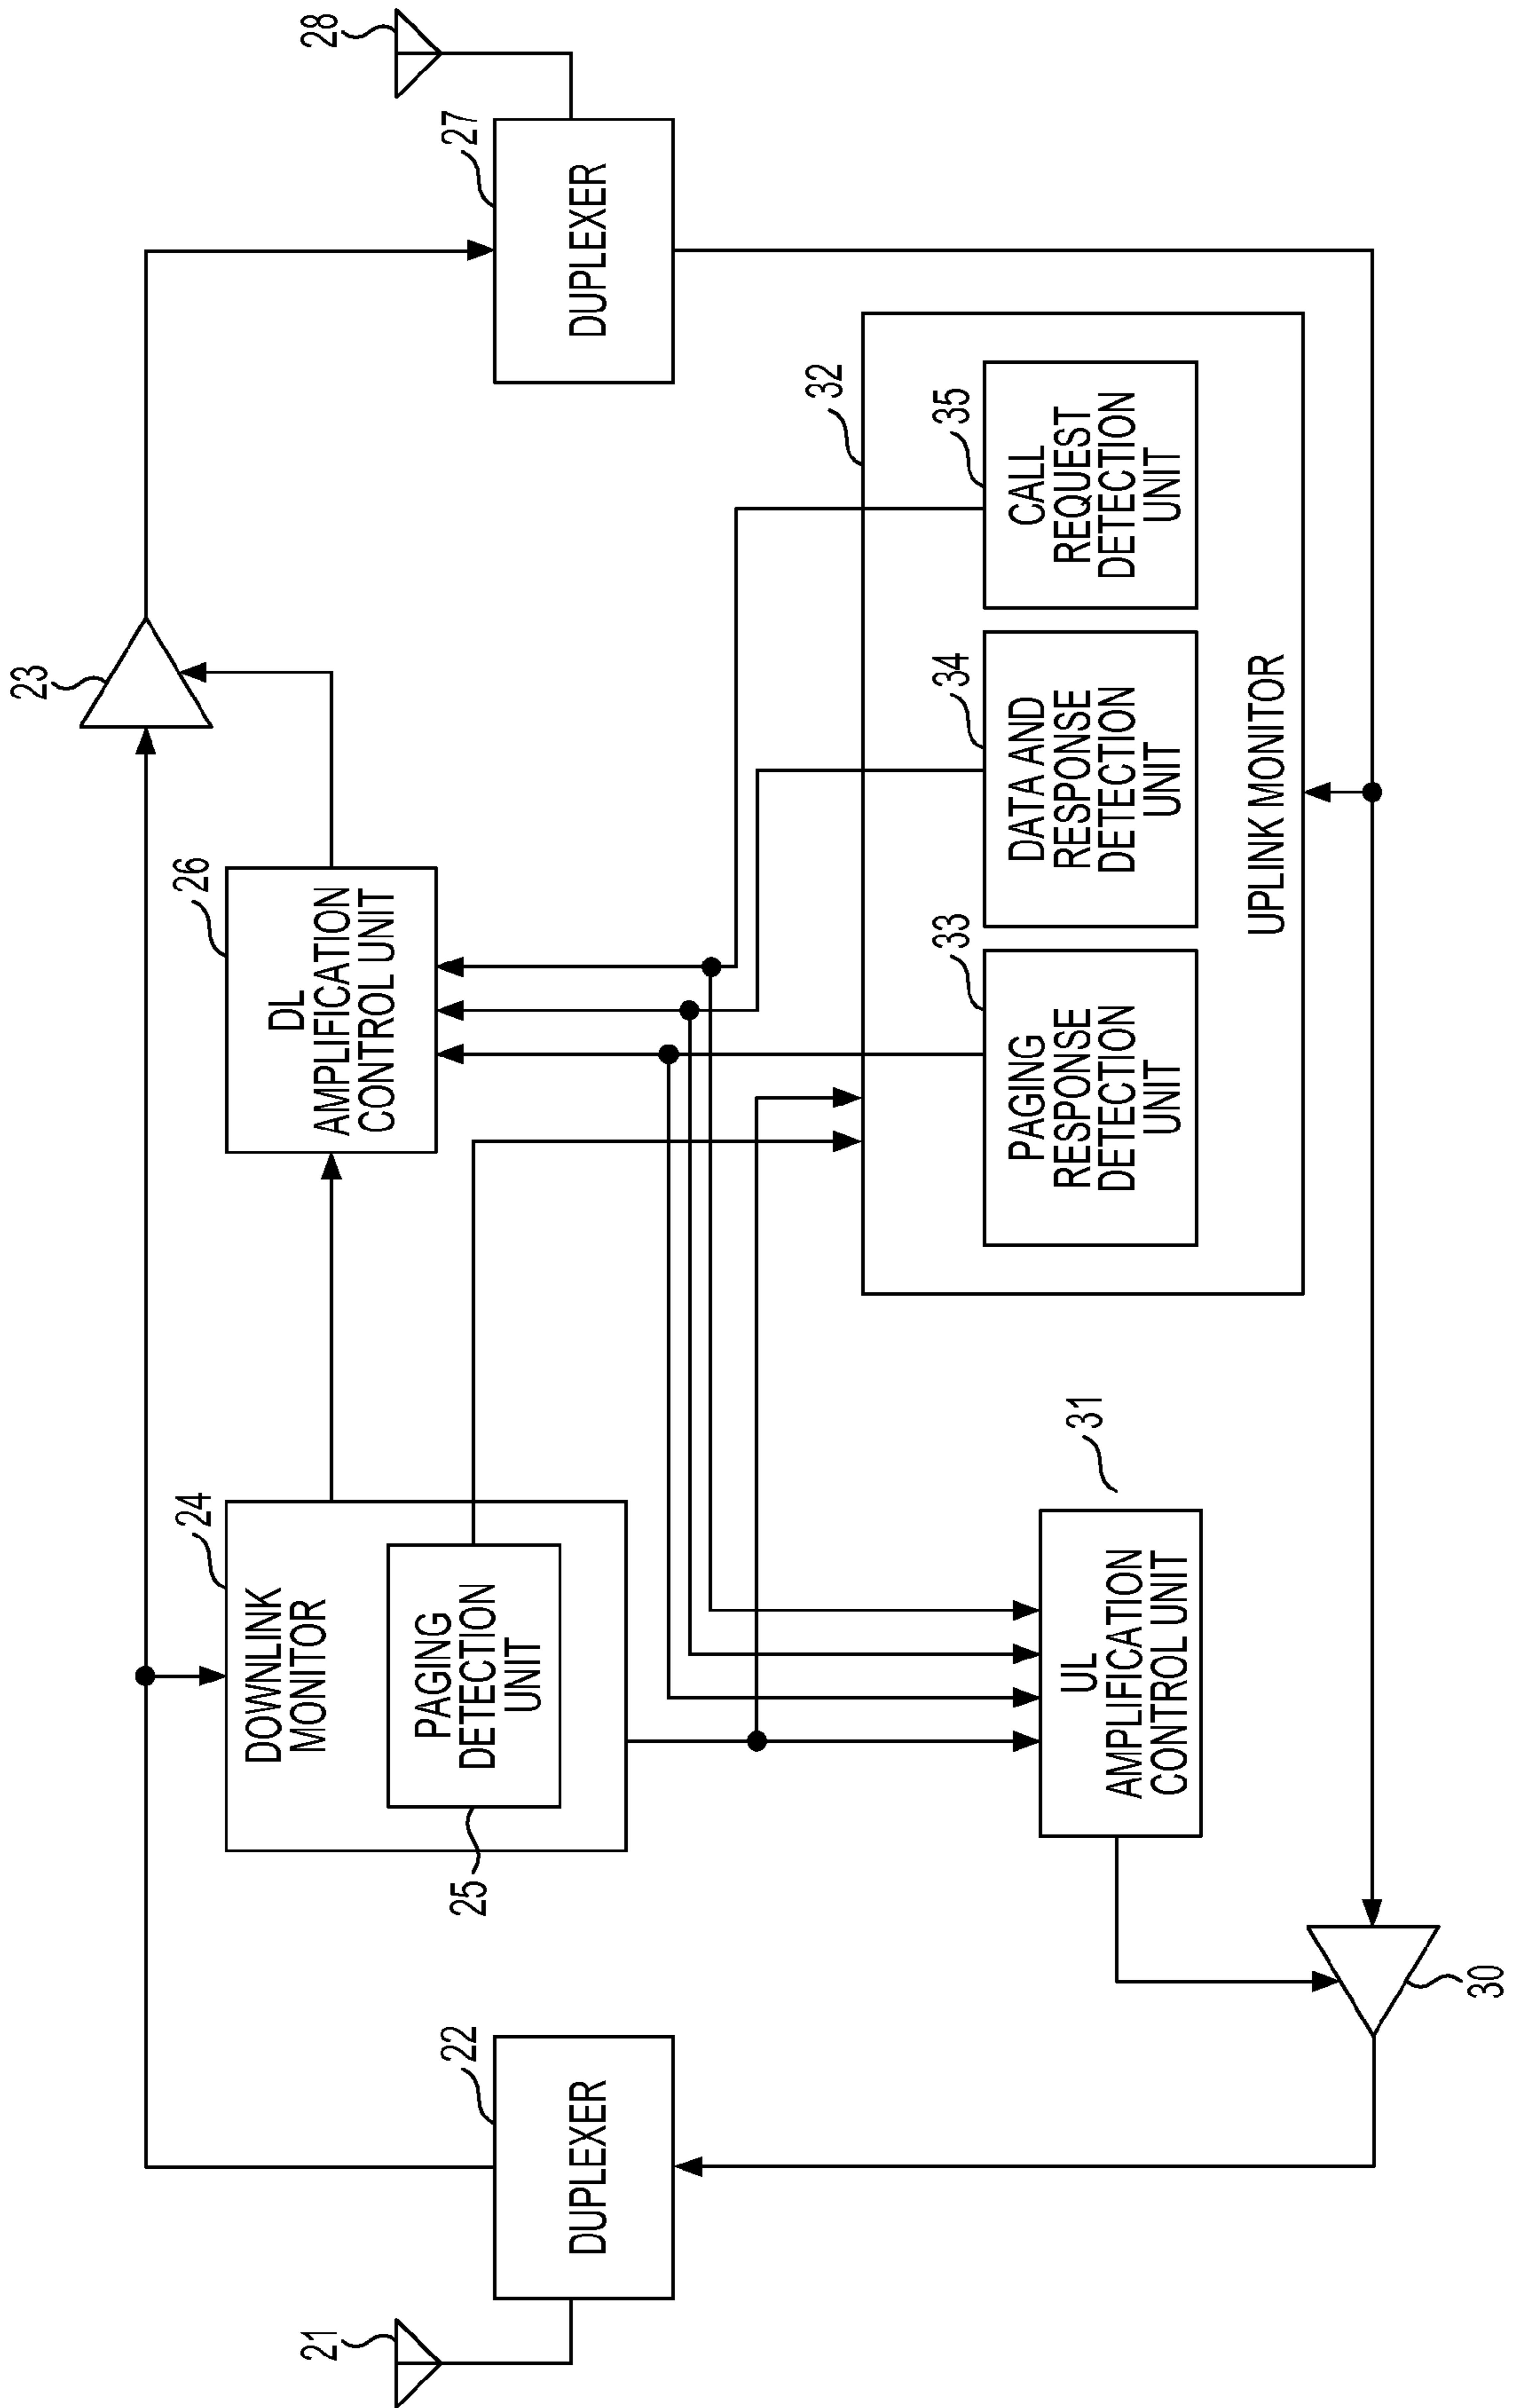 21
22
DUPLEXER
23
24
DOWNLINK
MONITOR
25
PAGING
DETECTION
UNIT
26
DL
AMPLIFICATION
CONTROL UNIT
27
DUPLEXER
28
30
31
UL
AMPLIFICATION
CONTROL UNIT
32
33
PAGING
RESPONSE
DETECTION
UNIT
34
DATA AND
RESPONSE
DETECTION
UNIT
35
CALL
REQUEST
DETECTION
UNIT
UPLINK MONITOR